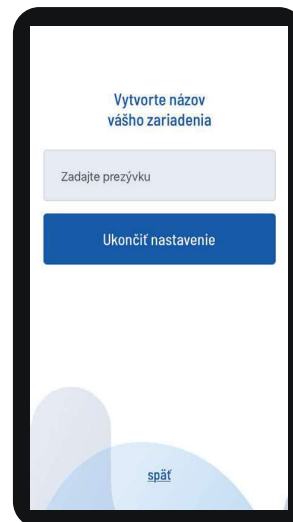 Vytvorte názov
vášho zariadenia
Zadajte prezývku
Ukončiť nastavenie
späť